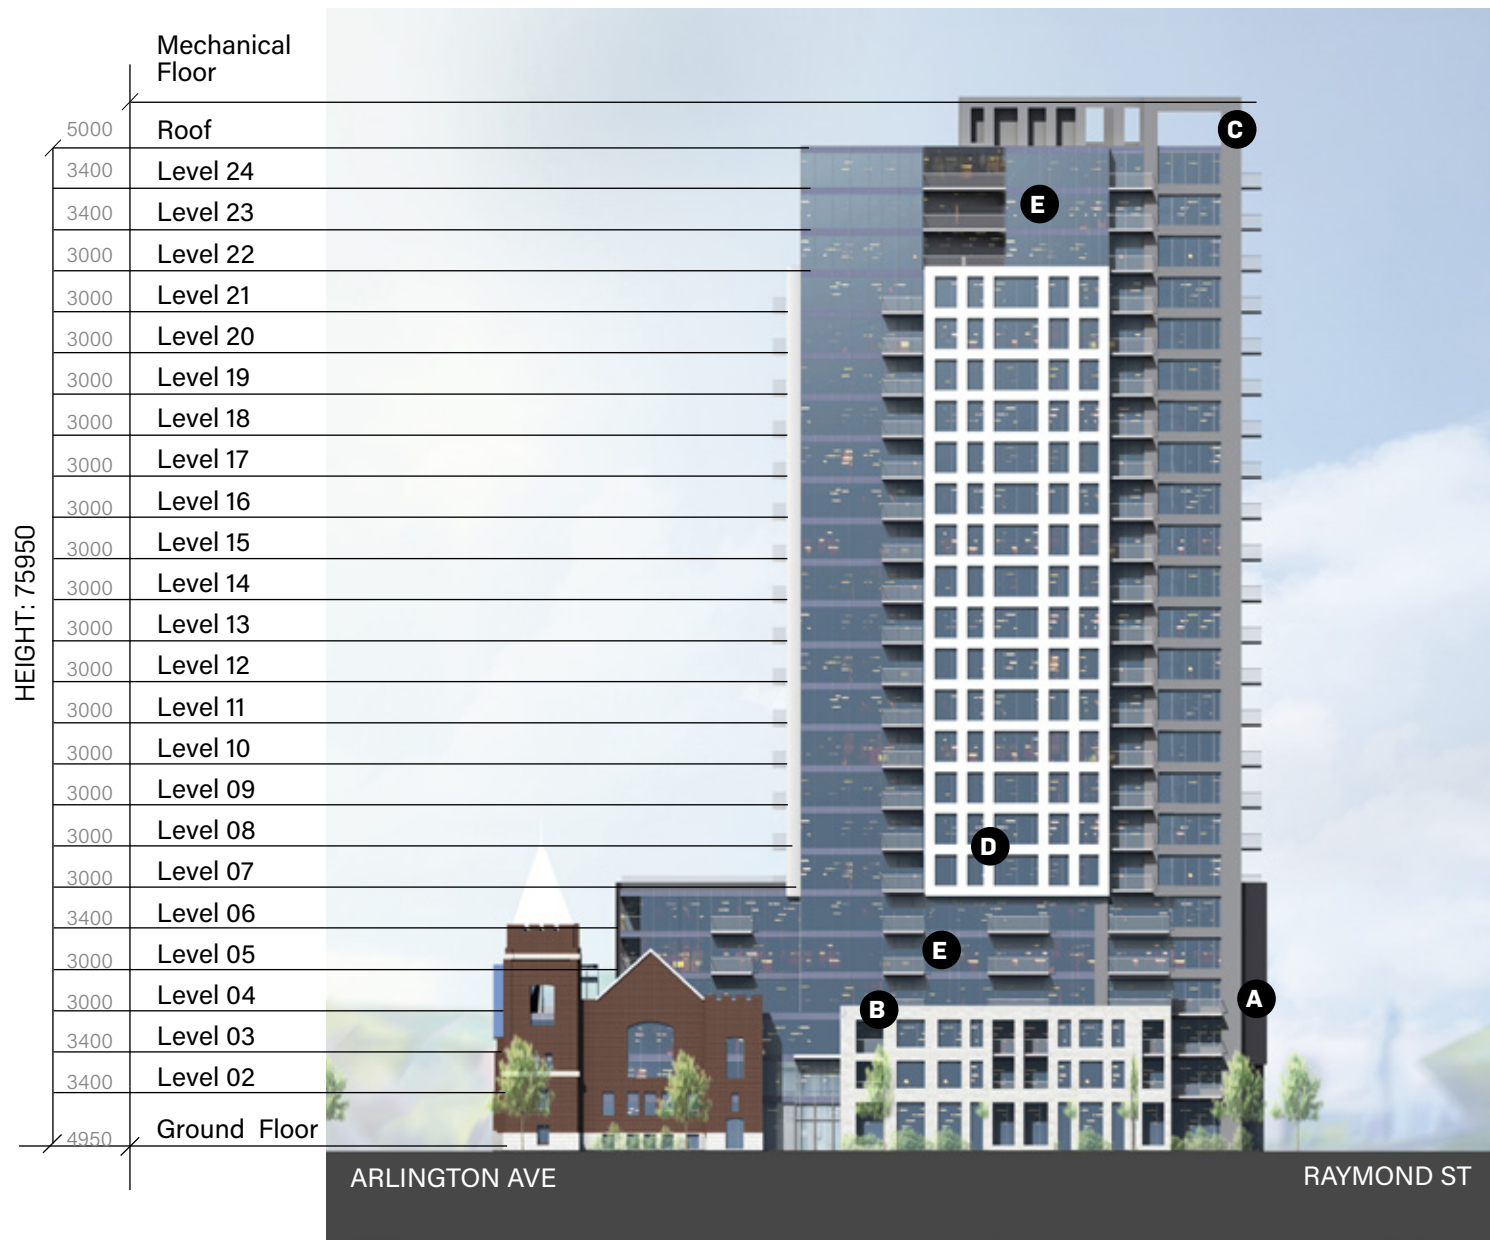 Mechanical
Floor
5000 Roof
3400 Level 24
3400 Level 23
3000 Level 22
3000 Level 21
3000 Level 20
3000 Level 19
3000 Level 18
3000 Level 17
3000 Level 16
3000 Level 15
3000 Level 14
3000 Level 13
3000 Level 12
3000 Level 11
3000 Level 10
3000 Level 09
3000 Level 08
3000 Level 07
3400 Level 06
3000 Level 05
3000 Level 04
3400 Level 03
3400 Level 02
4950 Ground Floor
HEIGHT: 75950
C
E
D
E
B
A
ARLINGTON AVE
RAYMOND ST